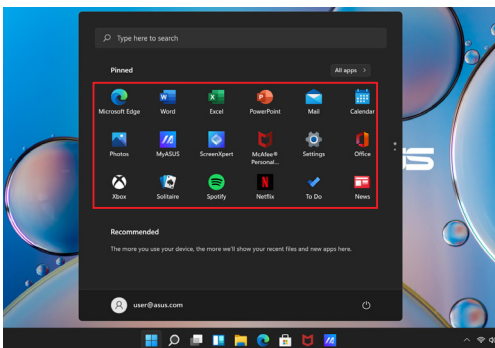 Type here to search
Pinned
All apps >
Microsoft Edge Word Excel PowerPoint Mail Calendar
Photos MyASUS ScreenXpert McAfee® Personal... Settings Office
Xbox Solitaire Spotify Netflix To Do News
Recommended
The more you use your device, the more we'll show your recent files and new apps here.
user@asus.com